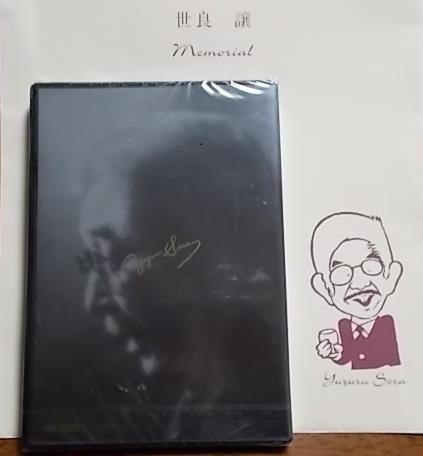 世良 譲
Memorial
Yuzuru Sera